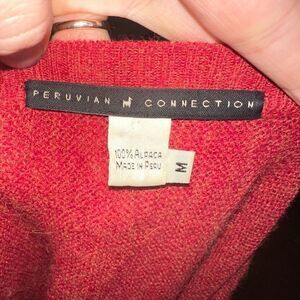 PERUVIAN CONNECTION
100% ALPACA
MADE IN PERU
M